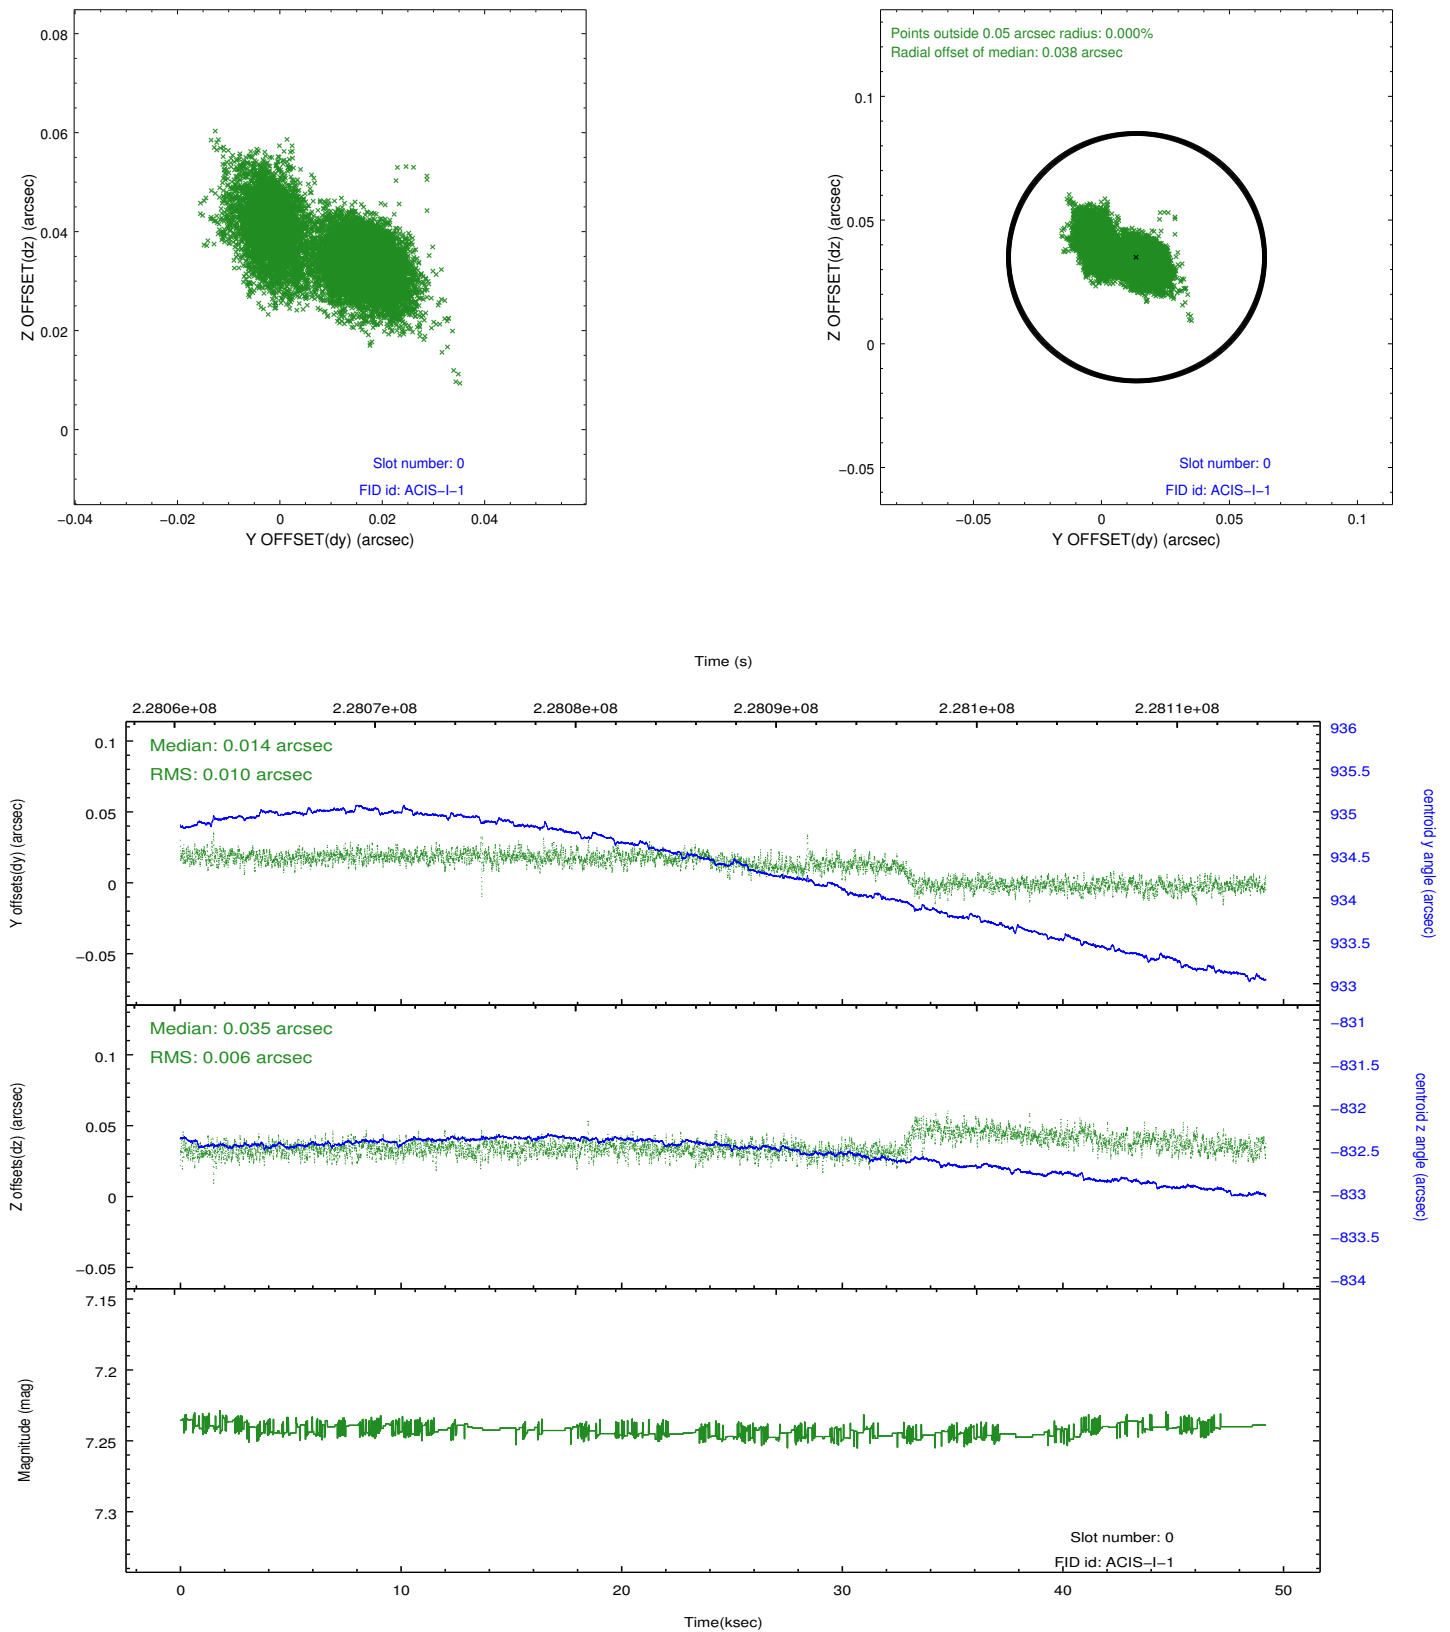 0.08
0.06
0.04
0.02
0
Z OFFSET(dz) (arcsec)
Slot number: 0
FID id: ACIS−I−1
−0.04
−0.02
0
0.02
0.04
Y OFFSET(dy) (arcsec)
Points outside 0.05 arcsec radius: 0.000%
Radial offset of median: 0.038 arcsec
0.1
0.05
0
−0.05
Z OFFSET(dz) (arcsec)
Slot number: 0
FID id: ACIS−I−1
−0.05
0
0.05
0.1
Y OFFSET(dy) (arcsec)
Time (s)
2.2806e+08
2.2807e+08
2.2808e+08
2.2809e+08
2.281e+08
2.2811e+08
Median: 0.014 arcsec
RMS: 0.010 arcsec
0.1
0.05
0
−0.05
Y offsets(dy) (arcsec)
936
935.5
935
934.5
934
933.5
933
centroid y angle (arcsec)
Median: 0.035 arcsec
RMS: 0.006 arcsec
0.1
0.05
0
−0.05
Z offsets(dz) (arcsec)
−831
−831.5
−832
−832.5
−833
−833.5
−834
centroid z angle (arcsec)
7.15
7.2
7.25
7.3
Magnitude (mag)
Slot number: 0
FID id: ACIS−I−1
0
10
20
30
40
50
Time(ksec)